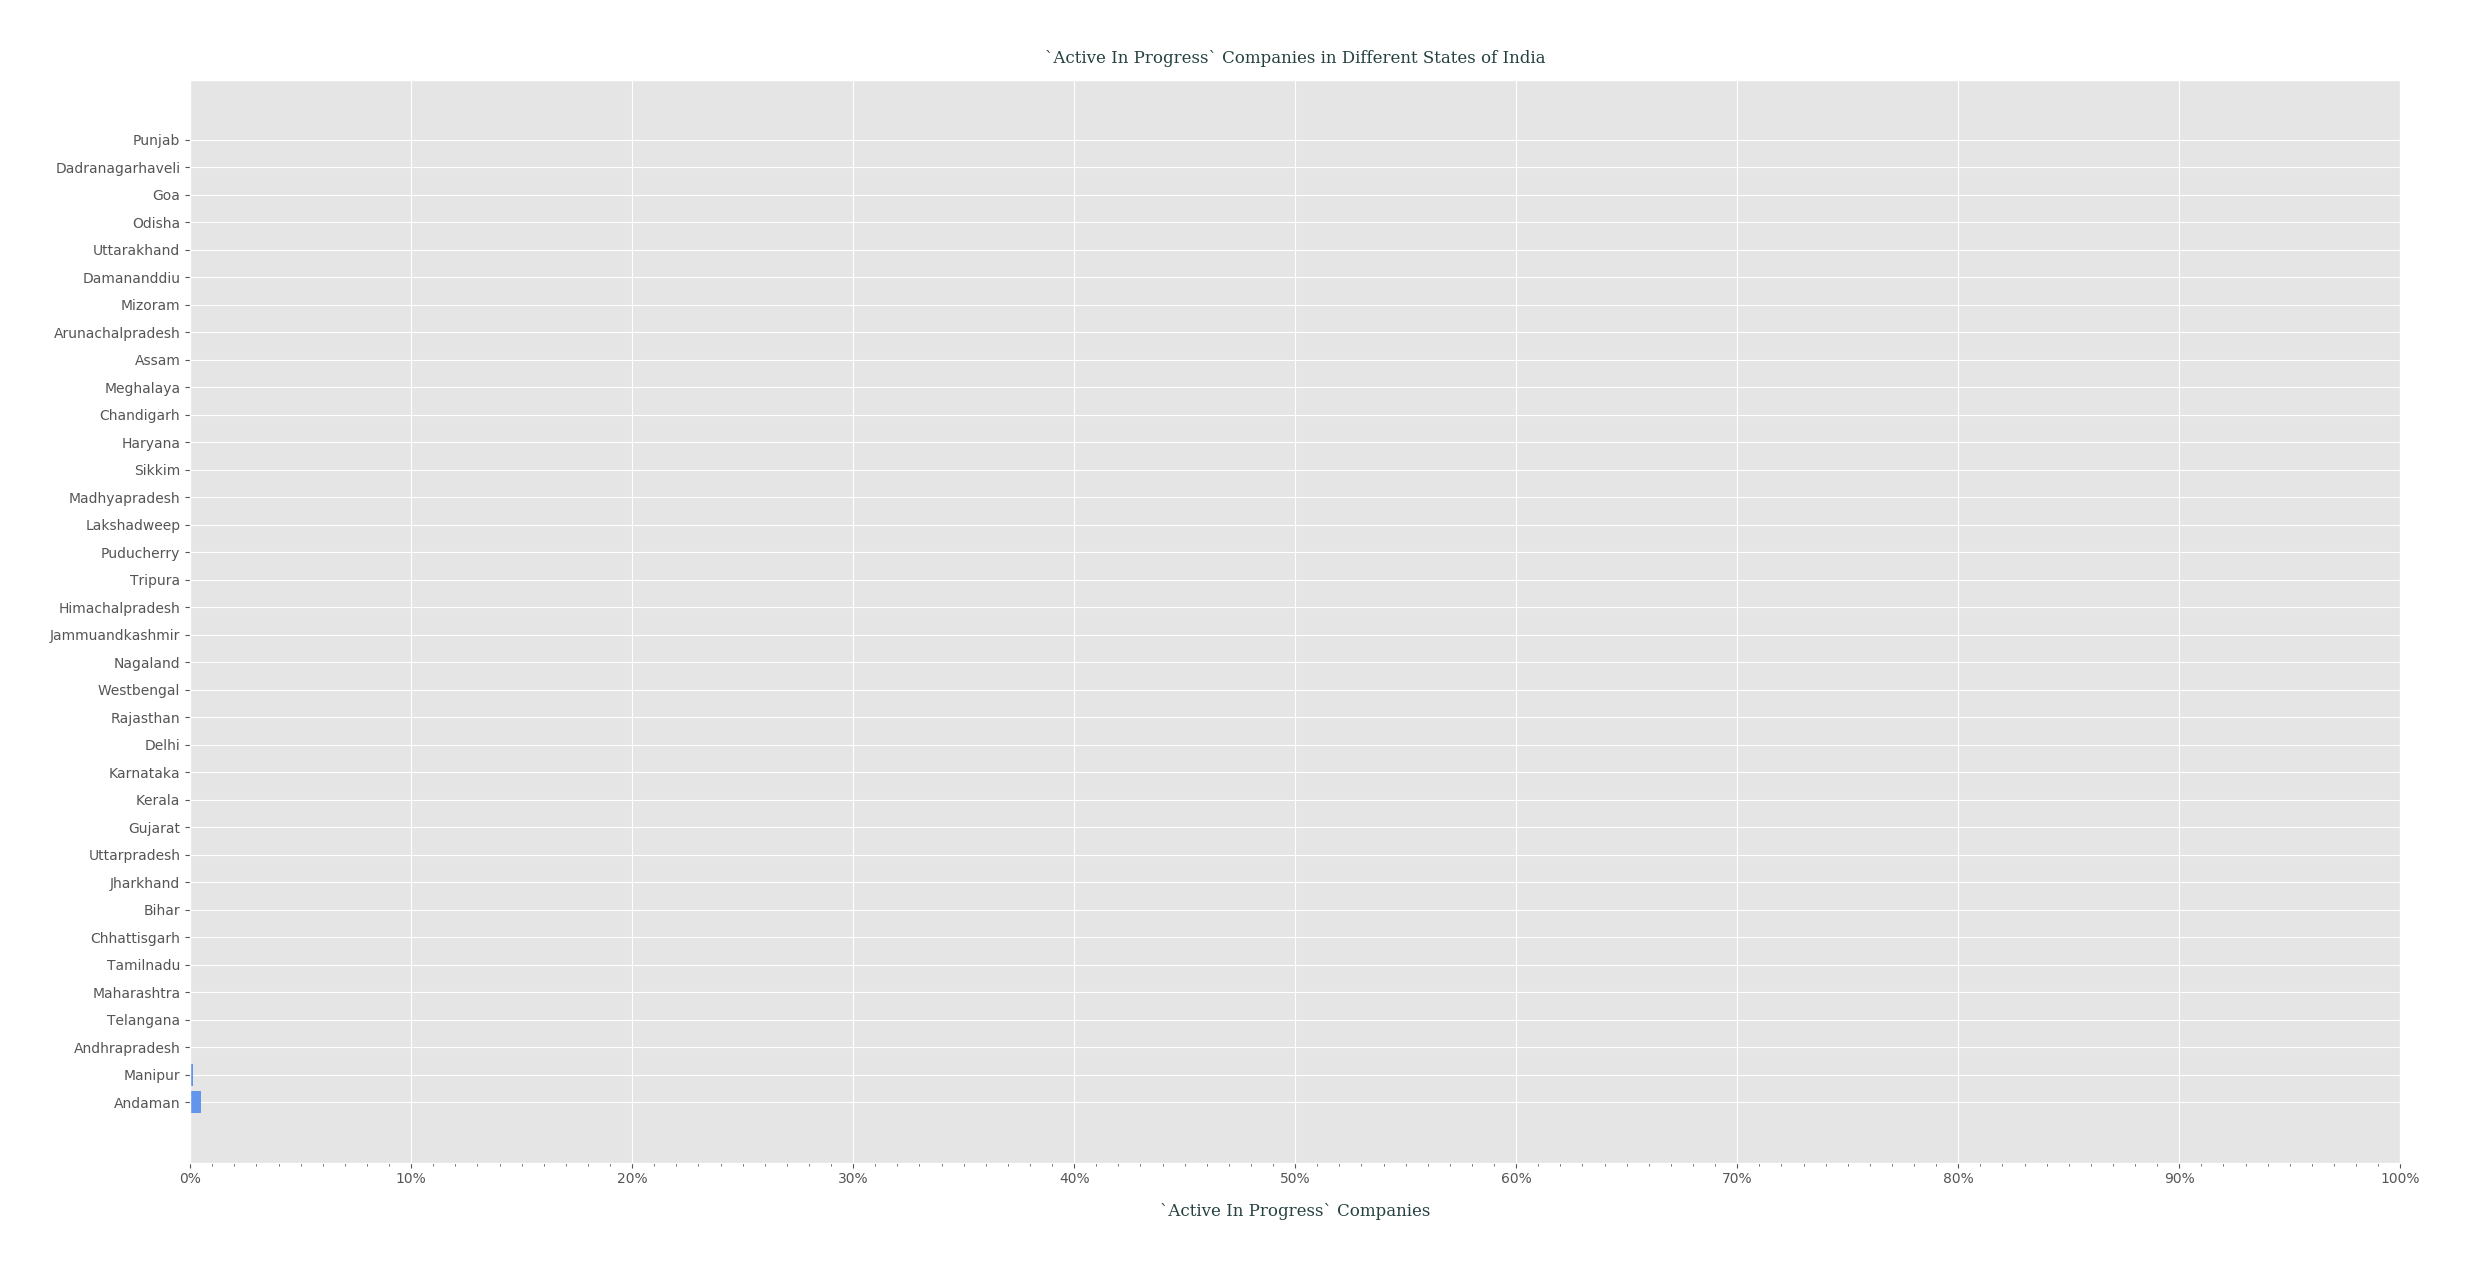 `Active In Progress` Companies in Different States of India
Punjab
Dadranagarhaveli
Goa
Odisha
Uttarakhand
Damananddiu
Mizoram
Arunachalpradesh
Assam
Meghalaya
Chandigarh
Haryana
Sikkim
Madhyapradesh
Lakshadweep
Puducherry
Tripura
Himachalpradesh
Jammuandkashmir
Nagaland
Westbengal
Rajasthan
Delhi
Karnataka
Kerala
Gujarat
Uttarpradesh
Jharkhand
Bihar
Chhattisgarh
Tamilnadu
Maharashtra
Telangana
Andhrapradesh
Manipur
Andaman
0% 10% 20% 30% 40% 50% 60% 70% 80% 90% 100%
`Active In Progress` Companies